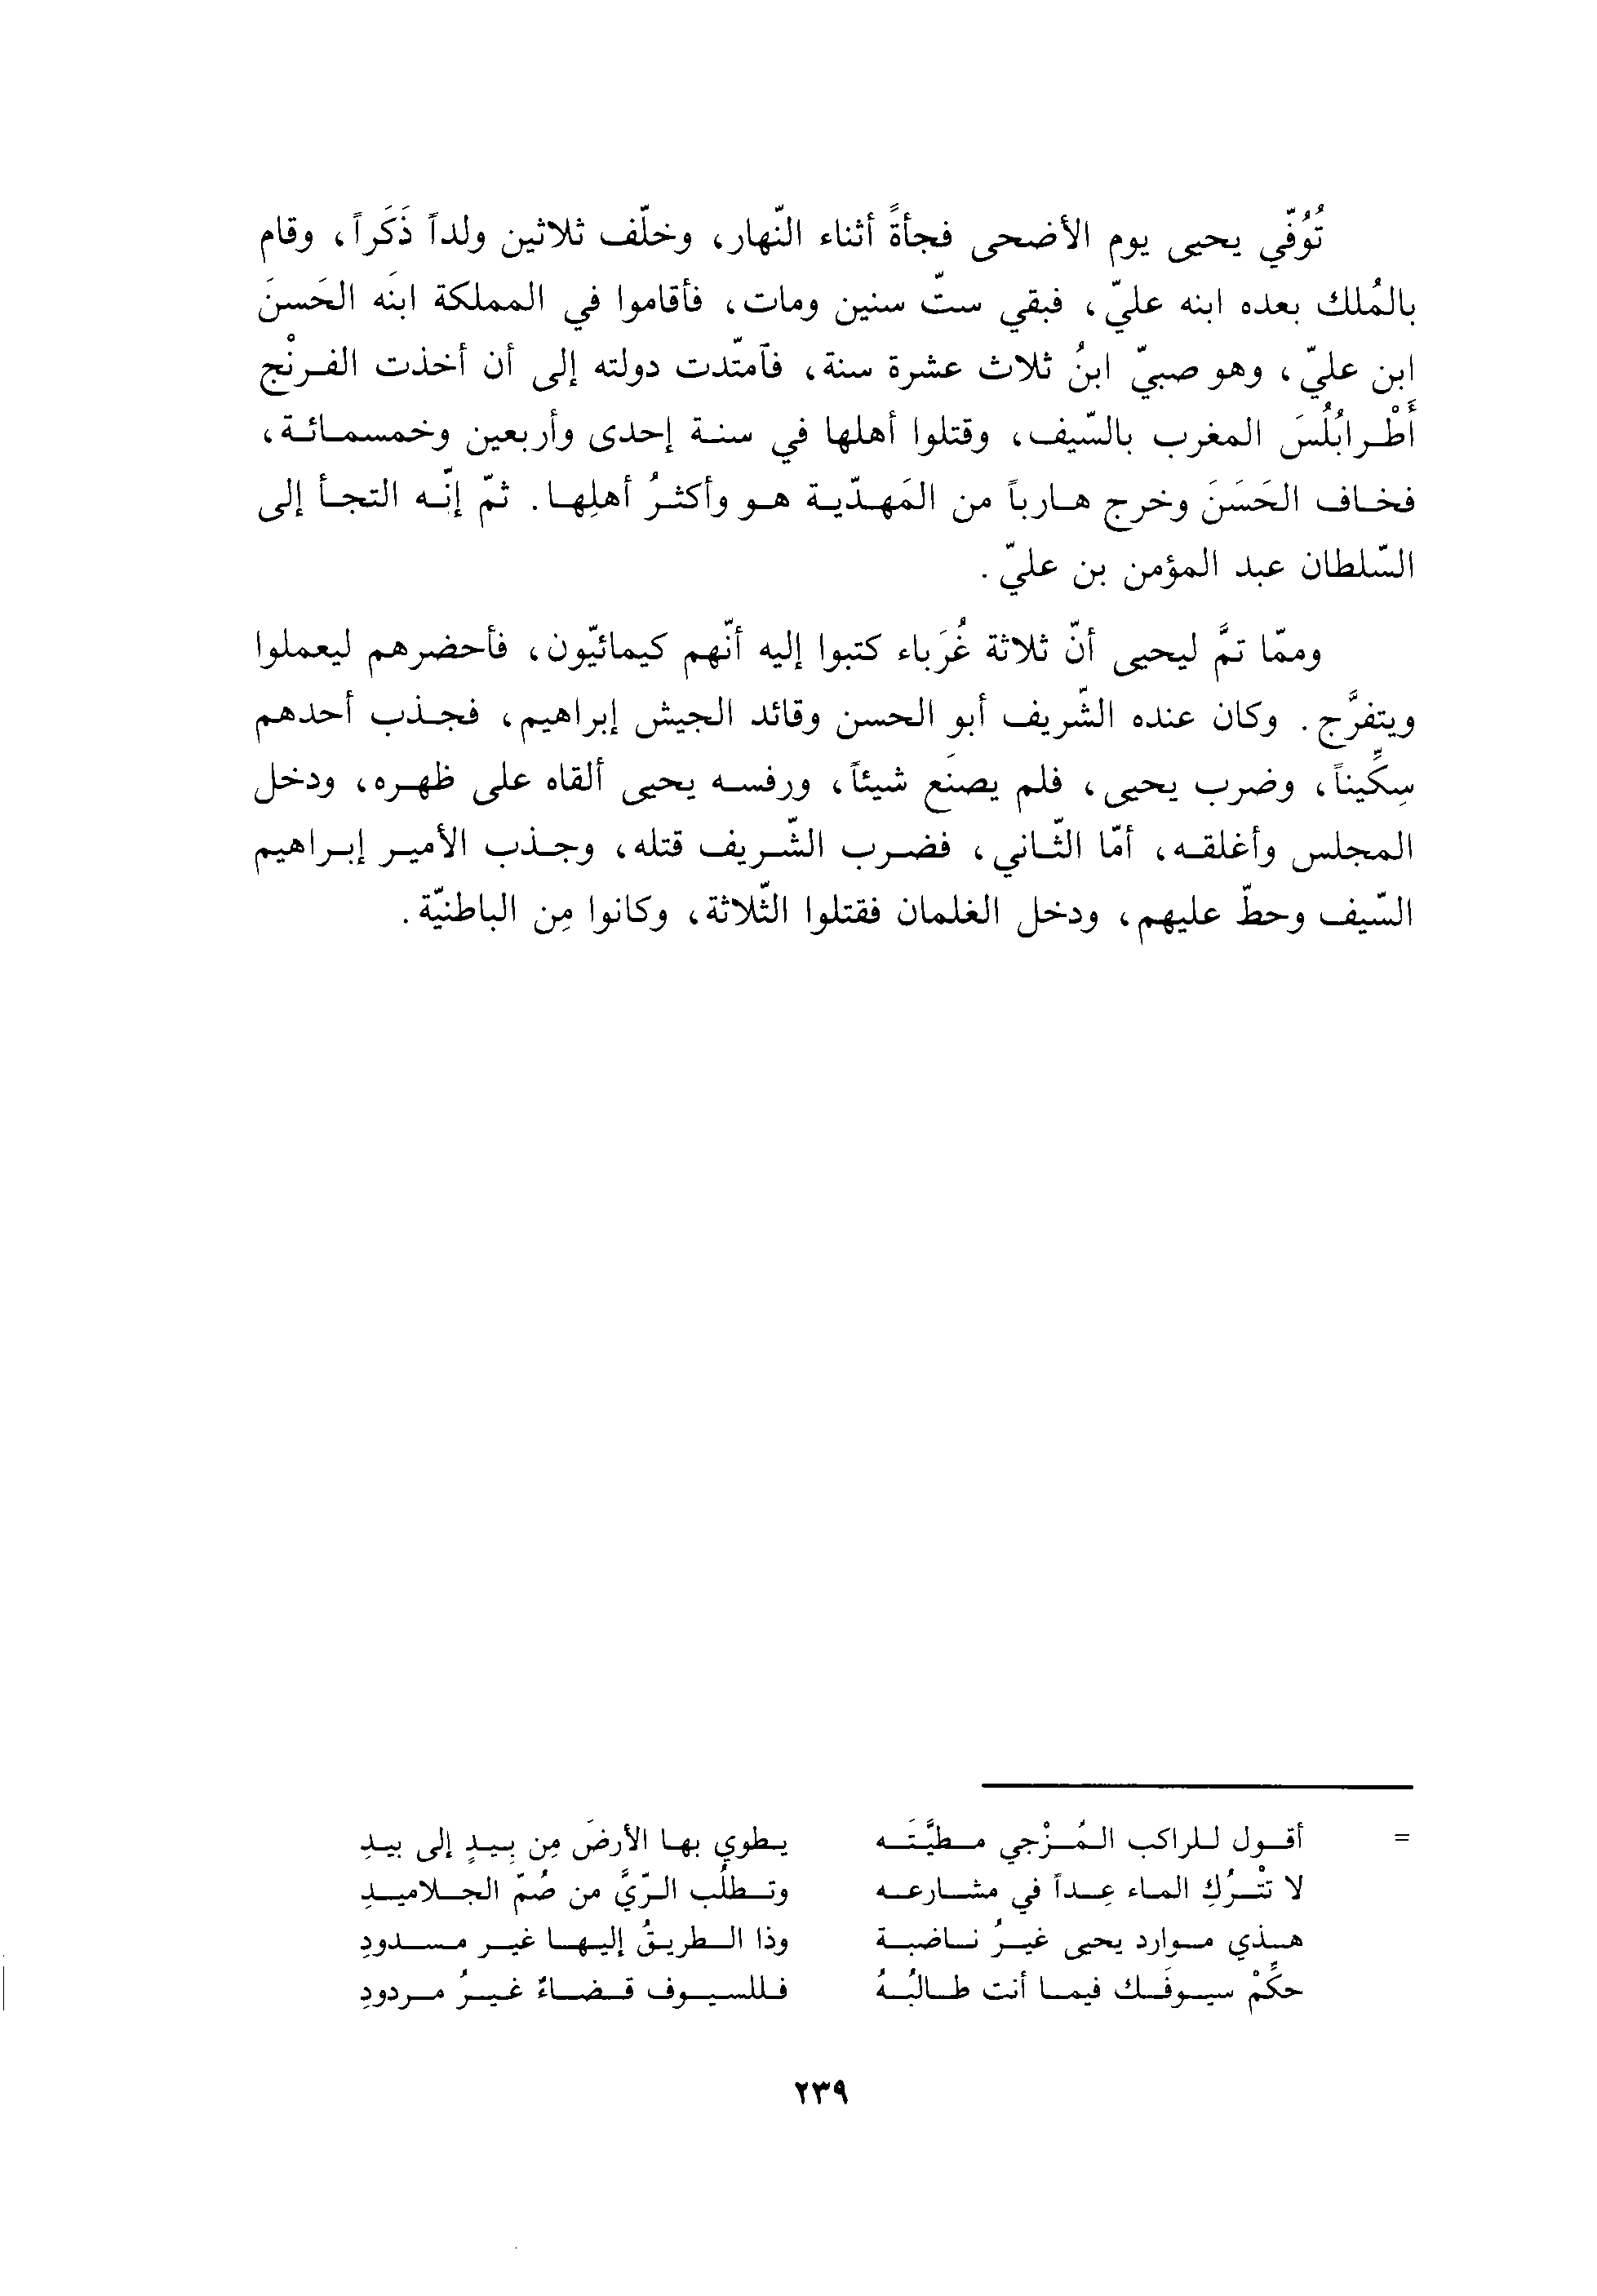 تُوُفّي يحيى يوم الأضحى فجأةً أثناء النّهار، وخلّف ثلاثين ولداً ذَكَراً، وقام
بالمُلك بعده ابنه عليّ، فبقي ستّ سنين ومات، فأقاموا في المملكة ابنَه الحَسنَ
ابن عليّ، وهو صبيّ ابنُ ثلاث عشرة سنة، فآمتّدت دولته إلى أن أخذت الفرنْج
أَطْرابُلُسَ المغرب بالسّيف، وقتلوا أهلها في سنة إحدى وأربعين وخمسمائة،
فخاف الحَسَنَ وخرج هارباً من المَهديّة هو وأكثرُ أهلِها. ثمّ إنّه التجأ إلى
السّلطان عبد المؤمن بن عليّ.
وممّا تمَّ ليحيى أنّ ثلاثة غُرَباء كتبوا إليه أنّهم كيمائيّون، فأحضرهم ليعملوا
ويتفرَّج. وكان عنده الشّريف أبو الحسن وقائد الجيش إبراهيم، فجذب أحدهم
سِكِّيناً، وضرب يحيى، فلم يصنَع شيئاً، ورفسه يحيى ألقاه على ظهره، ودخل
المجلس وأغلقه، أمّا الثّاني، فضرب الشّريف قتله، وجذب الأمير إبراهيم
السّيف وحطّ عليهم، ودخل الغلمان فقتلوا الثّلاثة، وكانوا مِن الباطنيّة.
= أقول للراكب المُزْجي مطيَّتَه يطوي بها الأرضَ مِن بِيدٍ إلى بيدِ
لا تتْرُكِ الماء عِداً في مشارعه وتطلُب الرّيَّ من صُمّ الجلاميدِ
هذي موارد يحيى غيرُ ناضبة وذا الطريقُ إليها غير مسدودِ
حكِّمْ سيوفَك فيما أنت طالبُهُ فللسيوف قضاءٌ غيرُ مردودِ
٢٣٩